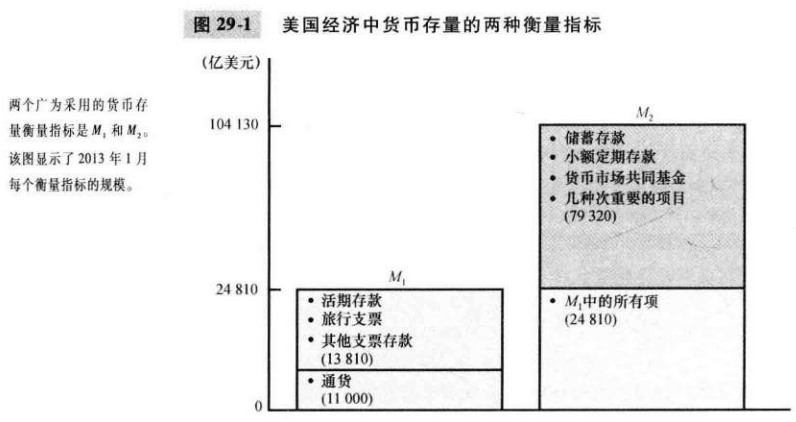 图 29-1 美国经济中货币存量的两种衡量指标
两个广为采用的货币存
量衡量指标是 M₁ 和 M₂。
该图显示了 2013 年 1 月
每个衡量指标的规模。
(亿美元)
104 130
24 810
0
M₁
• 活期存款
• 旅行支票
• 其他支票存款
(13 810)
• 通货
(11 000)
M₂
• 储蓄存款
• 小额定期存款
• 货币市场共同基金
• 几种次重要的项目
(79 320)
• M₁中的所有项
(24 810)